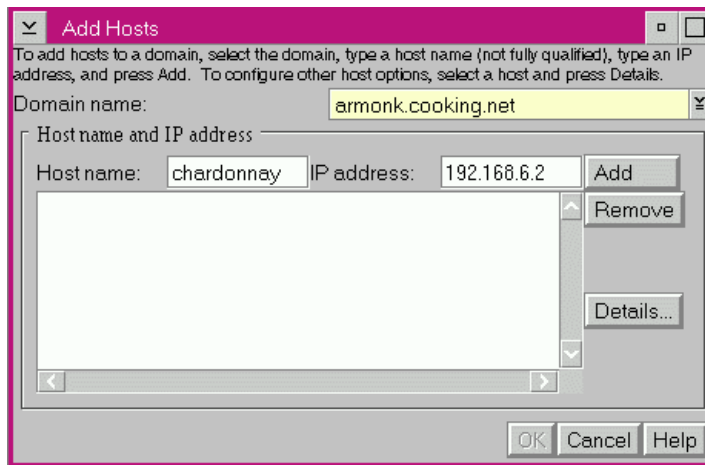 Add Hosts
To add hosts to a domain, select the domain, type a host name (not fully qualified), type an IP
address, and press Add. To configure other host options, select a host and press Details.
Domain name: armonk.cooking.net
Host name and IP address
Host name: chardonnay IP address: 192.168.6.2 Add
Remove
Details...
OK Cancel Help